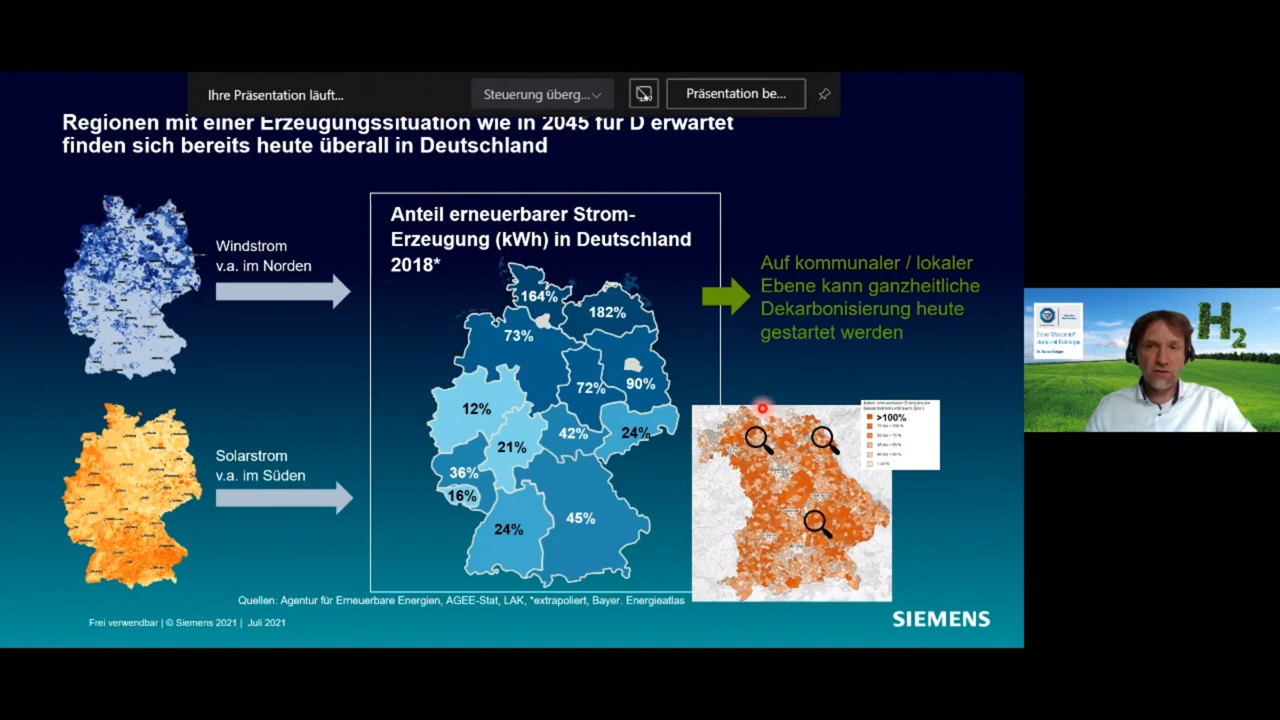 Ihre Präsentation läuft...
Steuerung überg...
Präsentation be...
Regionen mit einer Erzeugungssituation wie in 2045 für D erwartet
finden sich bereits heute überall in Deutschland
Windstrom
v.a. im Norden
Solarstrom
v.a. im Süden
Anteil erneuerbarer Strom-
Erzeugung (kWh) in Deutschland
2018*
164%
182%
73%
72%
90%
12%
21%
42%
24%
36%
16%
24%
45%
Auf kommunaler / lokaler
Ebene kann ganzheitliche
Dekarbonisierung heute
gestartet werden
>100%
Quellen: Agentur für Erneuerbare Energien, AGEE-Stat, LAK, *extrapoliert, Bayer. Energieatlas
Frei verwendbar | © Siemens 2021 | Juli 2021
SIEMENS
H2